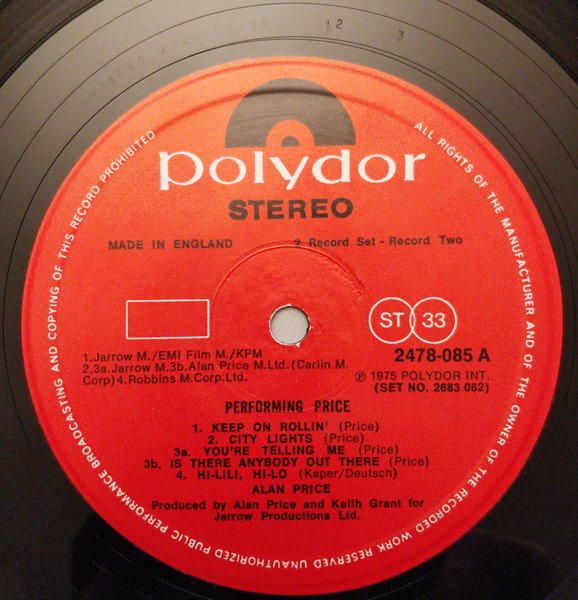 12 3
polydor
STEREO
MADE IN ENGLAND 2 Record Set - Record Two
ST 33
1.Jarrow M./EMI Film M./KPM
2,3a.Jarrow M.3b.Alan Price M.Ltd.(Carlin M.
Corp)4.Robbins M.Corp.Ltd.
2478-085 A
℗ 1975 POLYDOR INT.
(SET NO. 2683 062)
PERFORMING PRICE
1. KEEP ON ROLLIN' (Price)
2. CITY LIGHTS (Price)
3a. YOU'RE TELLING ME (Price)
3b. IS THERE ANYBODY OUT THERE (Price)
4. HI-LILI, HI-LO (Kaper/Deutsch)
ALAN PRICE
Produced by Alan Price and Keith Grant for
Jarrow Productions Ltd.
ALL RIGHTS OF THE MANUFACTURER AND OF THE OWNER OF THE RECORDED WORK RESERVED UNAUTHORIZED PUBLIC PERFORMANCE BROADCASTING AND COPYING OF THIS RECORD PROHIBITED